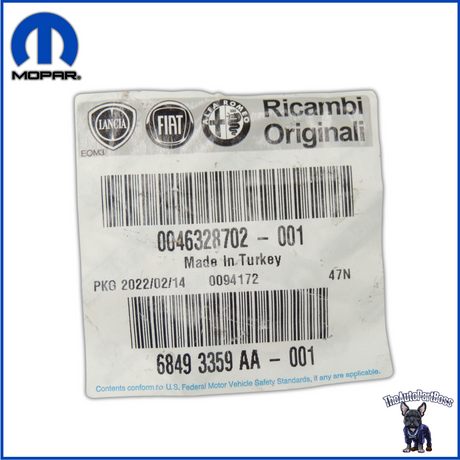 MOPAR
LANCIA
FIAT
ALFA ROMEO
Ricambi
Originali
EOM3
0046328702 - 001
Made In Turkey
PKG 2022/02/14 0094172 47N
6849 3359 AA - 001
Contents conform to U.S. Federal Motor Vehicle Safety Standards, if any are applicable
TheAutoPartBoss